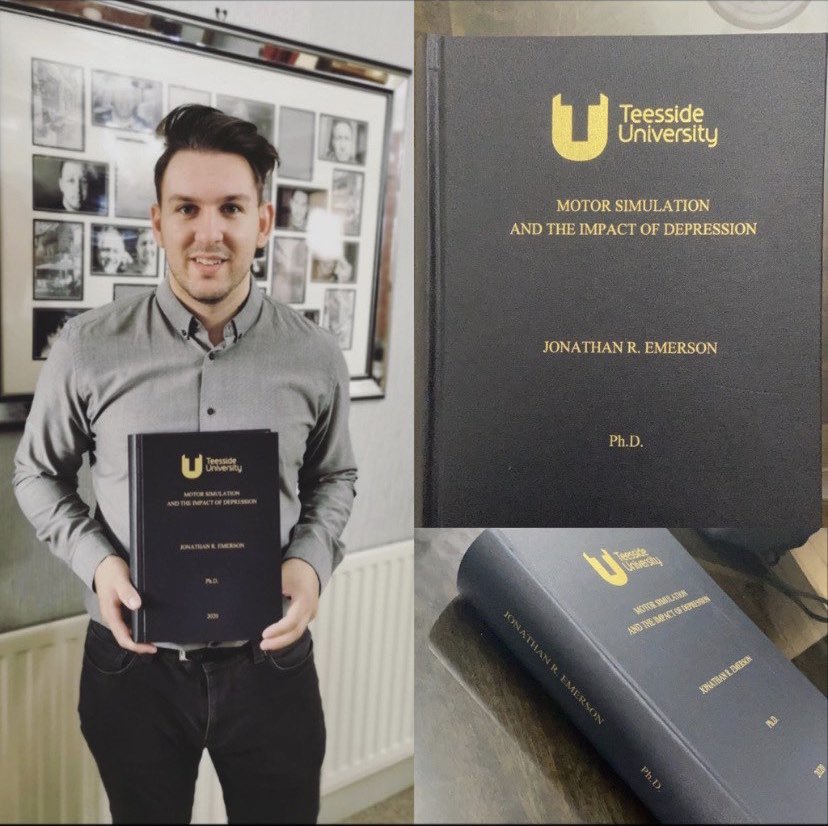 Teesside
University
MOTOR SIMULATION
AND THE IMPACT OF DEPRESSION
JONATHAN R. EMERSON
Ph.D.
2020
Teesside
University
MOTOR SIMULATION
AND THE IMPACT OF DEPRESSION
JONATHAN R. EMERSON
Ph.D.
Teesside
University
MOTOR SIMULATION
AND THE IMPACT OF DEPRESSION
JONATHAN R. EMERSON
Ph.D.
2020
JONATHAN R. EMERSON
Ph.D.